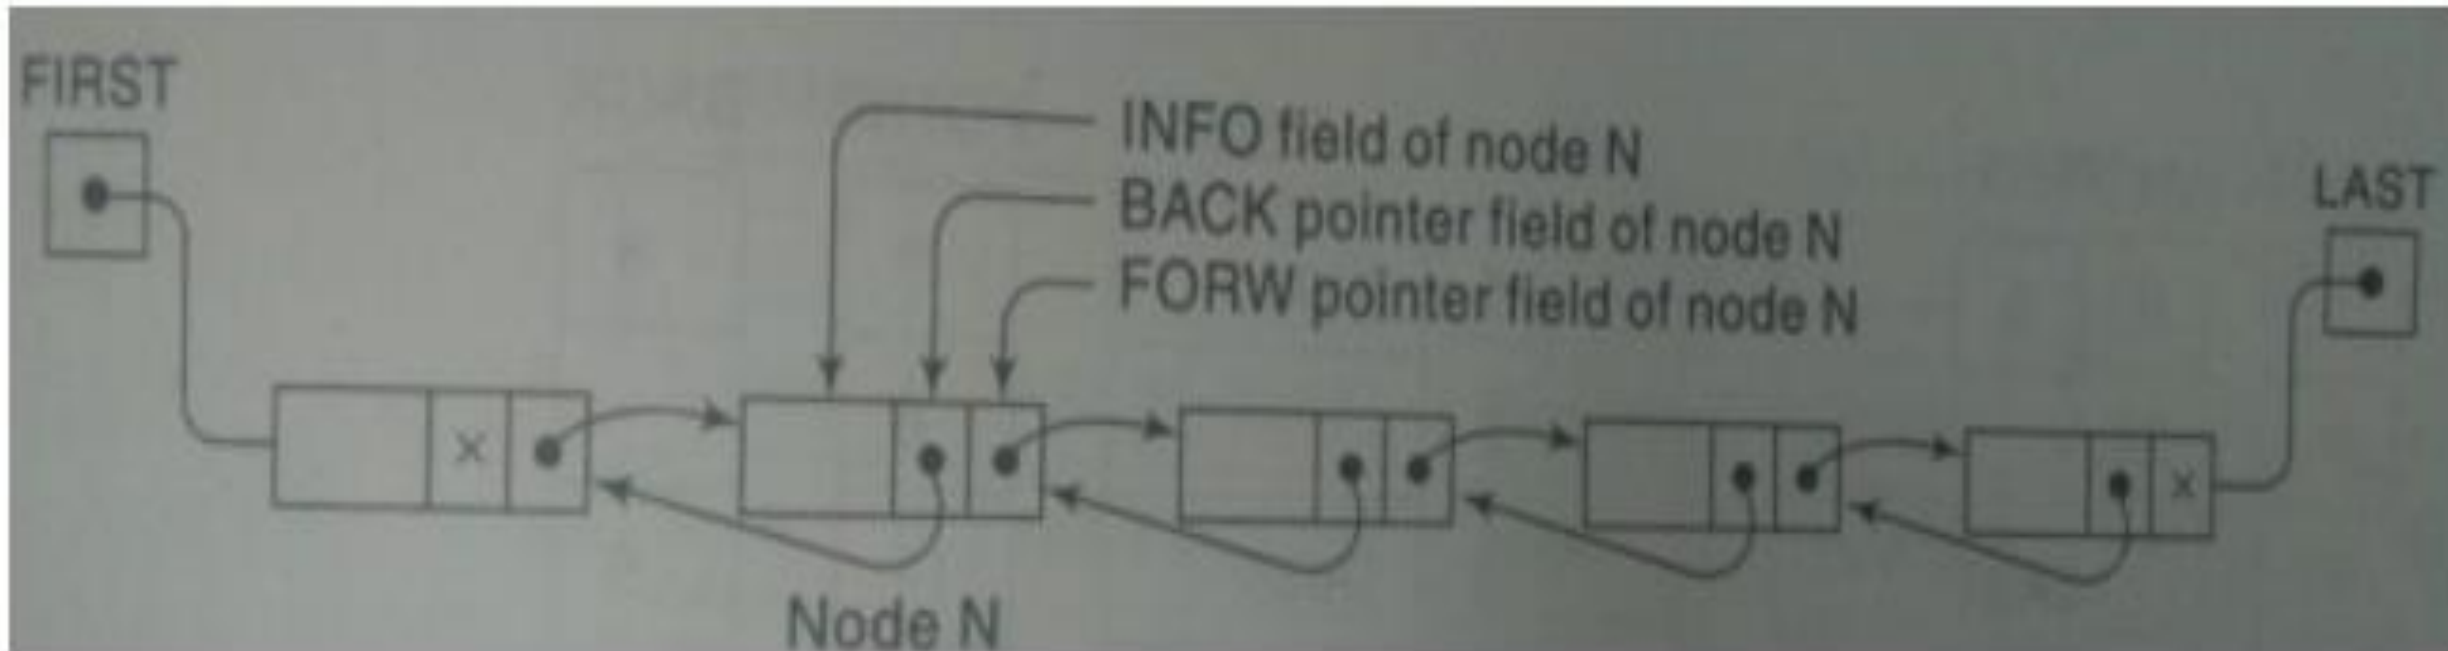 FIRST
INFO field of node N
BACK pointer field of node N
LAST
FORW pointer field of node N
×
×
Node N